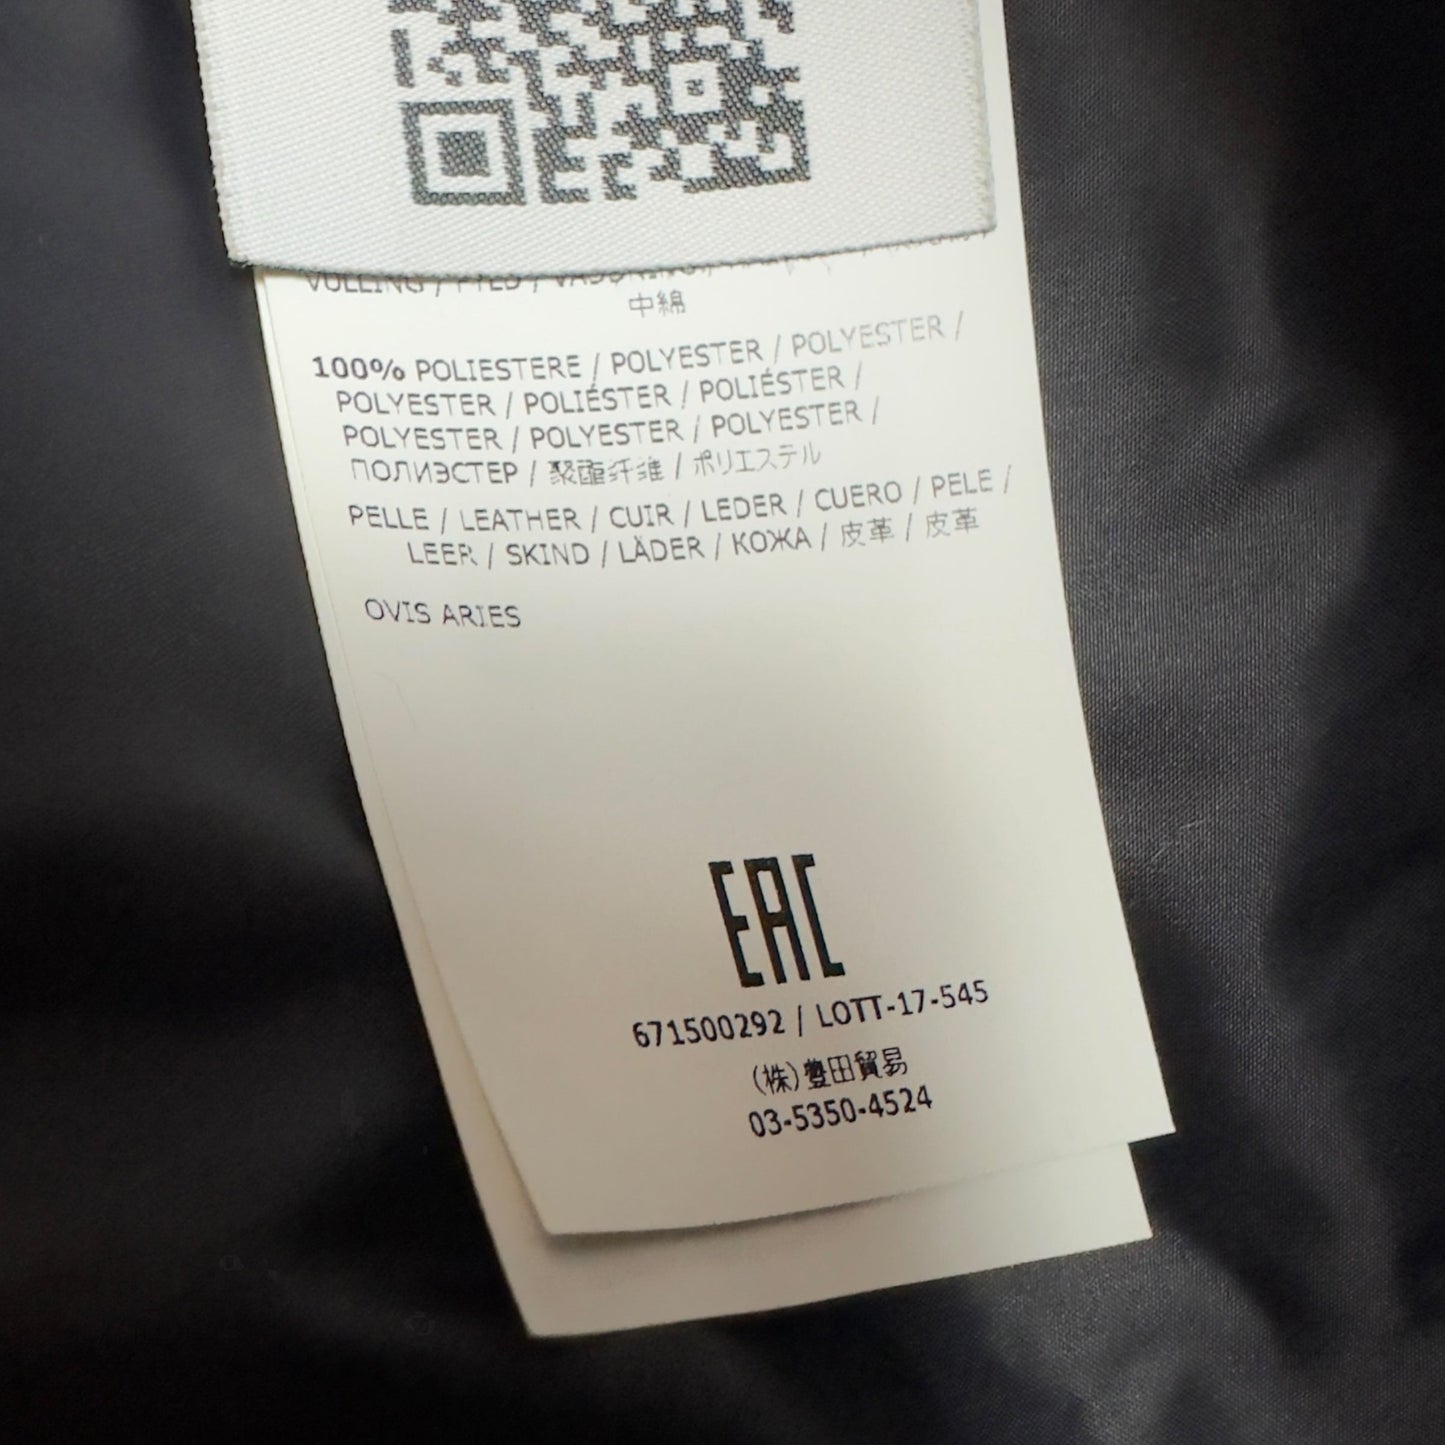 VULLING /
中綿
100% POLIESTERE / POLYESTER / POLYESTER /
POLYESTER / POLIÉSTER / POLIÉSTER /
POLYESTER / POLYESTER / POLYESTER /
ПОЛИЭСТЕР / 聚酯纤维 / ポリエステル
PELLE / LEATHER / CUIR / LEDER / CUERO / PELE /
LEER / SKIND / LÄDER / КОЖА / 皮革 / 皮革
OVIS ARIES
EAC
671500292 / LOTT-17-545
(株)豊田貿易
03-5350-4524